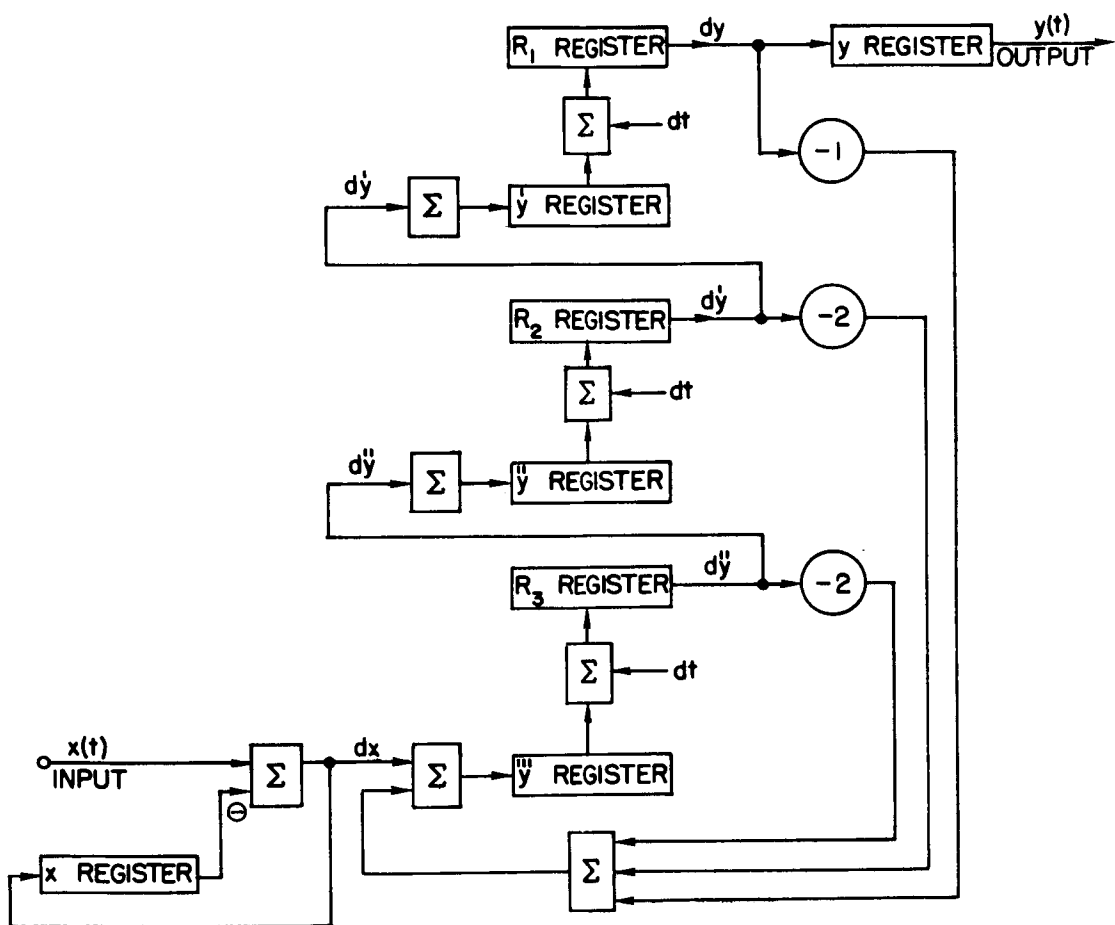 R₁ REGISTER
dy
y REGISTER
y(t)
OUTPUT
Σ
dt
-1
dẏ
Σ
ẏ REGISTER
R₂ REGISTER
dẏ
-2
Σ
dt
dÿ
Σ
ÿ REGISTER
R₃ REGISTER
dÿ
-2
Σ
dt
x(t)
INPUT
Σ
dx
Σ
y⃛ REGISTER
⊖
x REGISTER
Σ